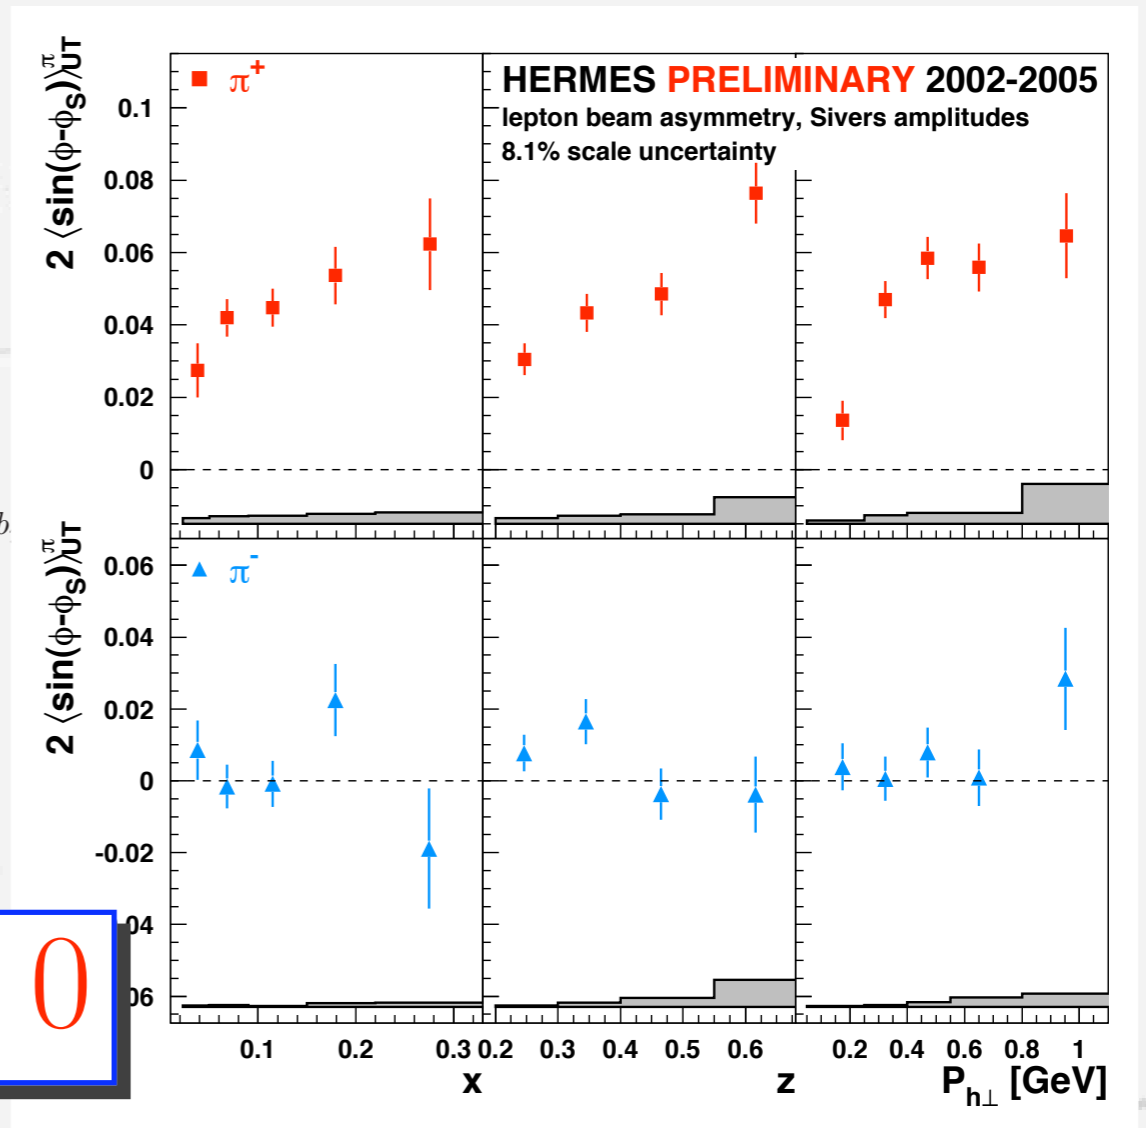 2 ⟨sin(ϕ-ϕS)⟩πUT
π+
HERMES PRELIMINARY 2002-2005
lepton beam asymmetry, Sivers amplitudes
8.1% scale uncertainty
0.1
0.08
0.06
0.04
0.02
0
b
2 ⟨sin(ϕ-ϕS)⟩πUT
π-
0.06
0.04
0.02
0
-0.02
04
06
0
0.1 0.2 0.3 0.2 0.3 0.4 0.5 0.6 0.2 0.4 0.6 0.8 1
x z Ph⊥ [GeV]